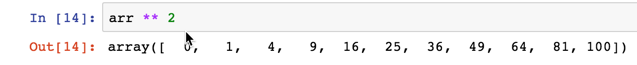 In [14]: arr ** 2
Out[14]: array([  0,   1,   4,   9,  16,  25,  36,  49,  64,  81, 100])